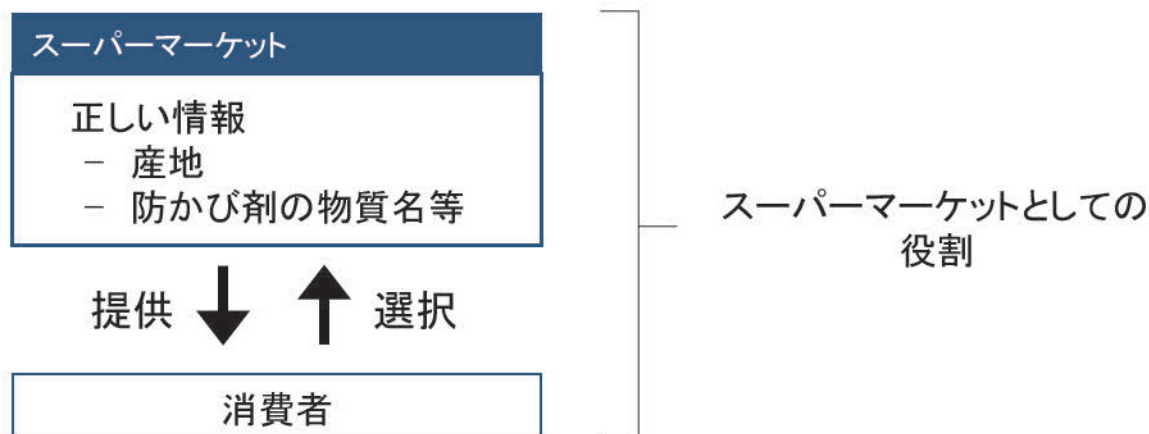 スーパーマーケット
正しい情報
－ 産地
－ 防かび剤の物質名等
提供 選択
消費者
スーパーマーケットとしての
役割